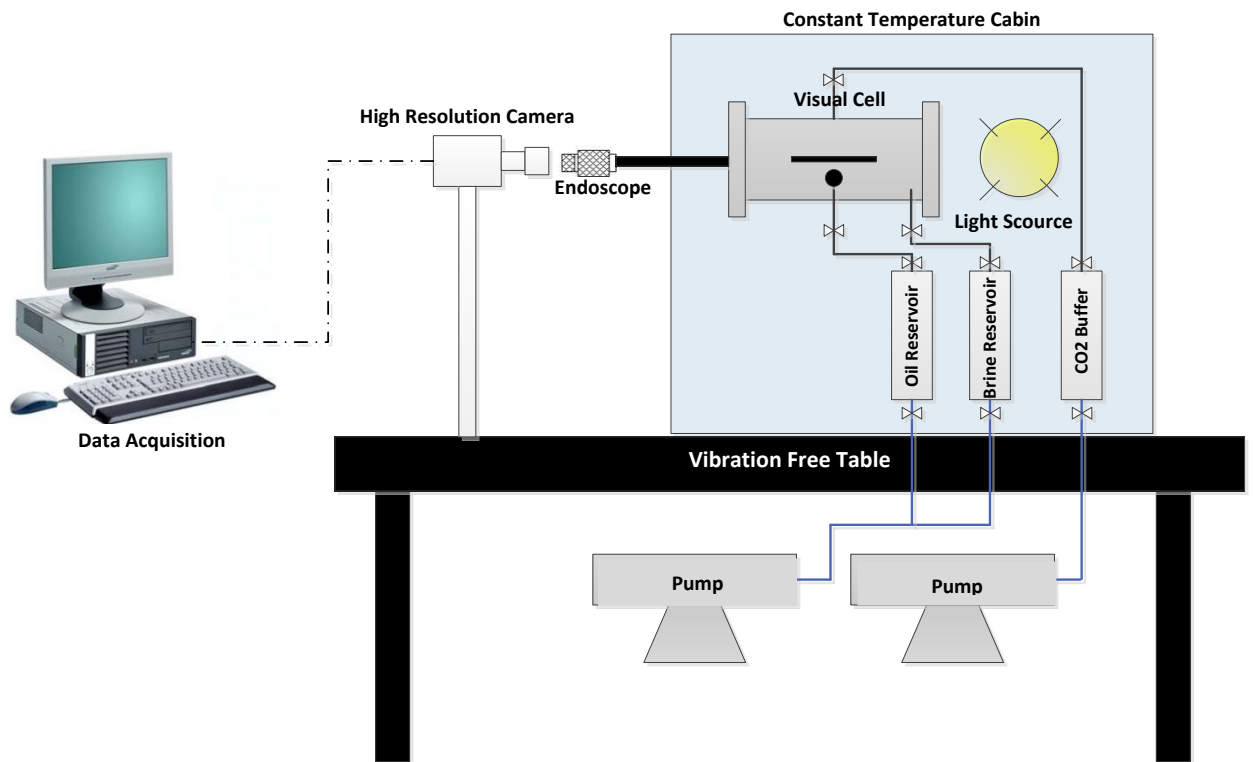 Constant Temperature Cabin
Visual Cell
High Resolution Camera
Endoscope
Light Scource
Oil Reservoir
Brine Reservoir
CO2 Buffer
Data Acquisition
Vibration Free Table
Pump
Pump